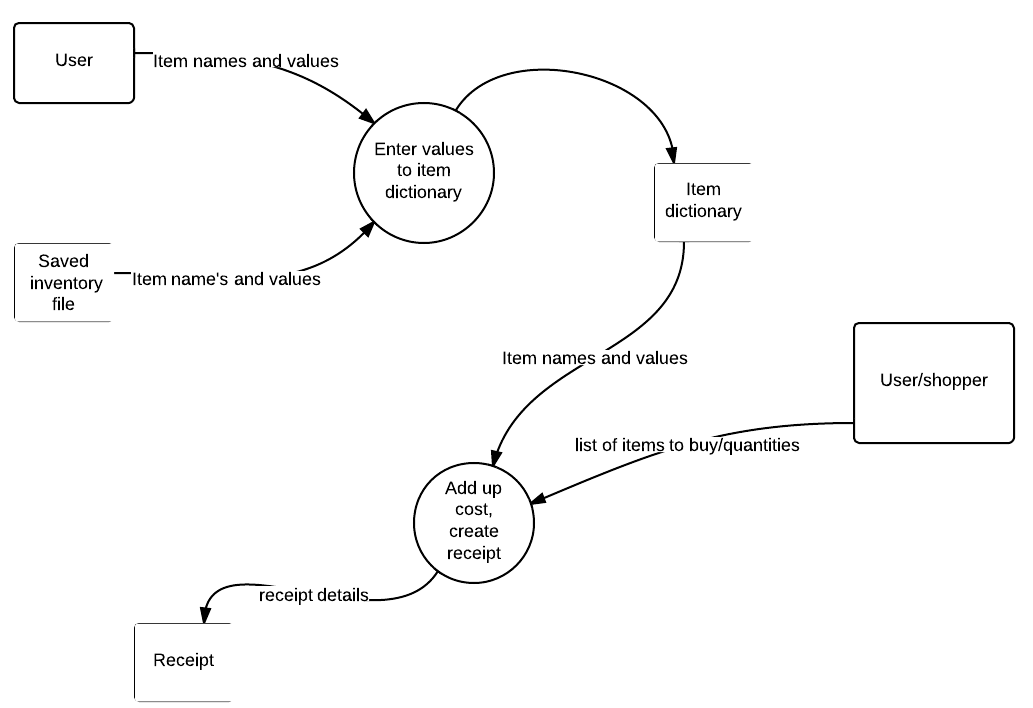 User
Item names and values
Enter values
to item
dictionary
Item
dictionary
Saved
inventory
file
Item name's and values
Item names and values
User/shopper
list of items to buy/quantities
Add up
cost,
create
receipt
receipt details
Receipt